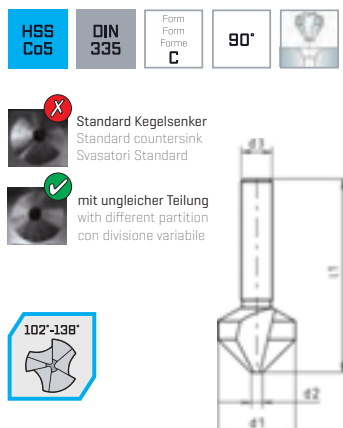 HSS
Co5
DIN
335
Form
Form
Forme
C
90°
Standard Kegelsenker
Standard countersink
Svasatori Standard
mit ungleicher Teilung
with different partition
con divisione variabile
102°-138°
d3
l1
d2
d1